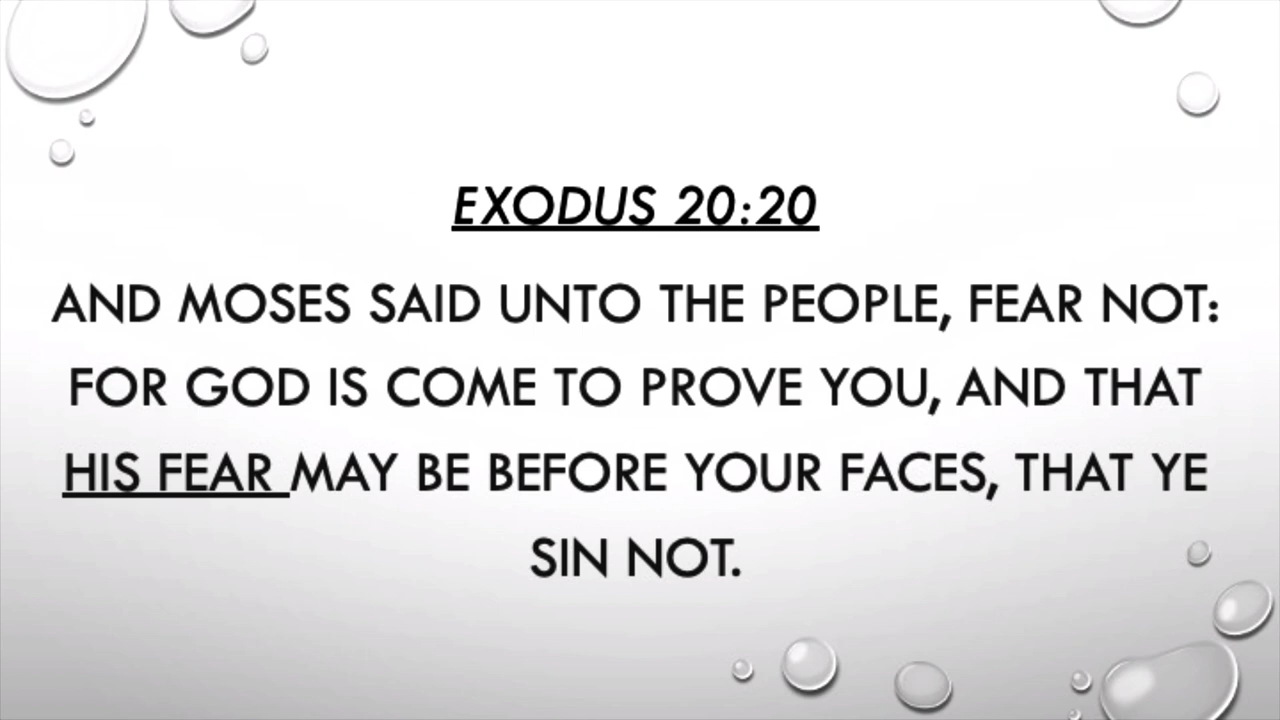 EXODUS 20:20
AND MOSES SAID UNTO THE PEOPLE, FEAR NOT:
FOR GOD IS COME TO PROVE YOU, AND THAT
HIS FEAR MAY BE BEFORE YOUR FACES, THAT YE
SIN NOT.